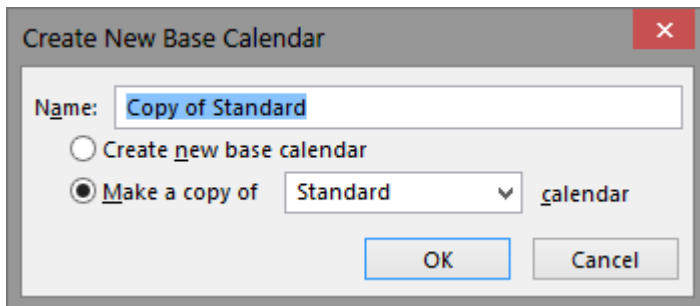 Create New Base Calendar
Name: Copy of Standard
Create new base calendar
Make a copy of Standard calendar
OK Cancel